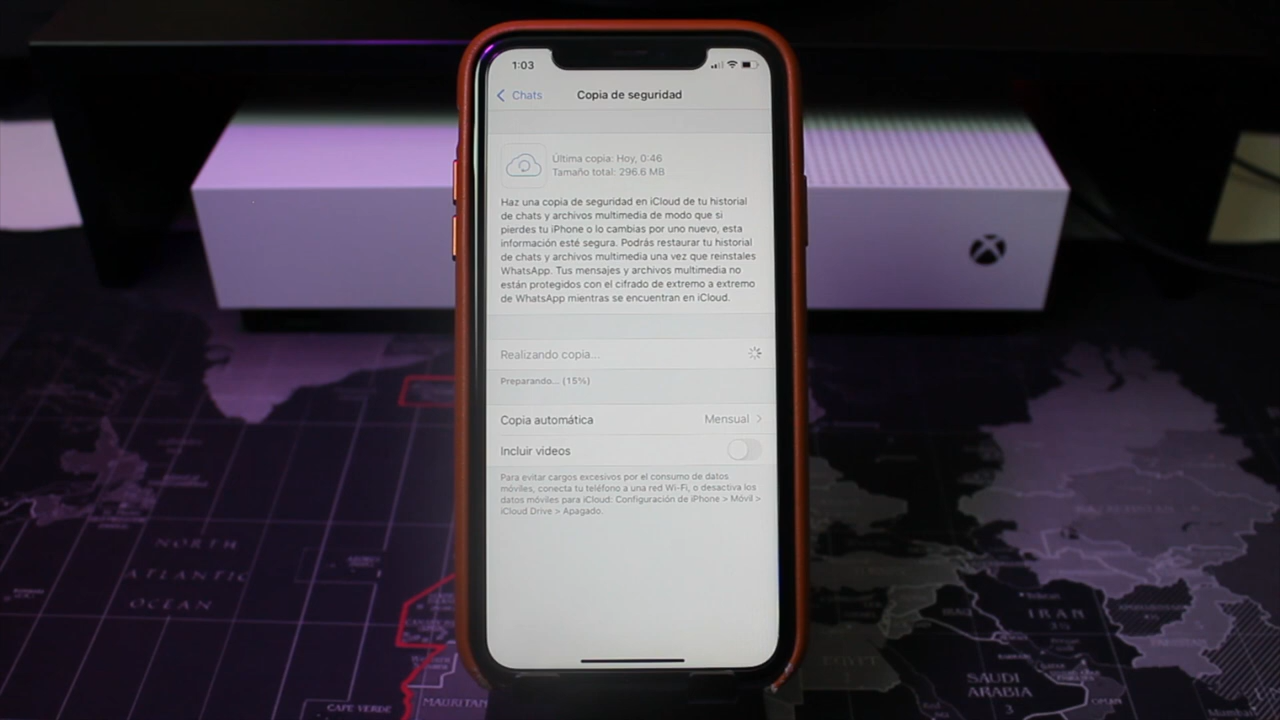 1:03
Chats
Copia de seguridad
Última copia: Hoy, 0:46
Tamaño total: 296.6 MB
Haz una copia de seguridad en iCloud de tu historial
de chats y archivos multimedia de modo que si
pierdes tu iPhone o lo cambias por uno nuevo, esta
información esté segura. Podrás restaurar tu historial
de chats y archivos multimedia una vez que reinstales
WhatsApp. Tus mensajes y archivos multimedia no
están protegidos con el cifrado de extremo a extremo
de WhatsApp mientras se encuentran en iCloud.
Realizando copia...
Preparando... (15%)
Copia automática Mensual
Incluir videos
Para evitar cargos excesivos por el consumo de datos
móviles, conecta tu teléfono a una red Wi-Fi, o desactiva los
datos móviles para iCloud: Configuración de iPhone > Móvil >
iCloud Drive > Apagado.
NORTH
ATLANTIC
OCEAN
CAPE VERDE
MAURITAN
IRAN
SAUDI
ARABIA
3
OMAN